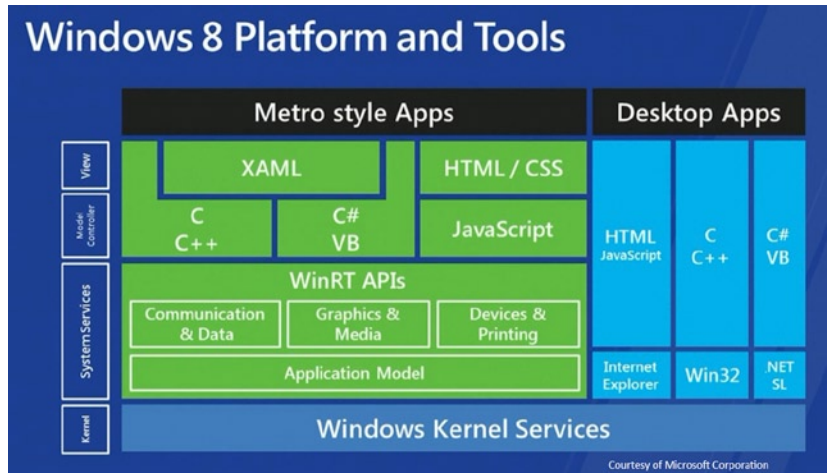 Windows 8 Platform and Tools
Metro style Apps
Desktop Apps
View
XAML
HTML / CSS
Model
Controller
C
C++
C#
VB
JavaScript
HTML
JavaScript
C
C++
C#
VB
System Services
WinRT APIs
Communication
& Data
Graphics &
Media
Devices &
Printing
Application Model
Internet
Explorer
Win32
.NET
SL
Kernel
Windows Kernel Services
Courtesy of Microsoft Corporation